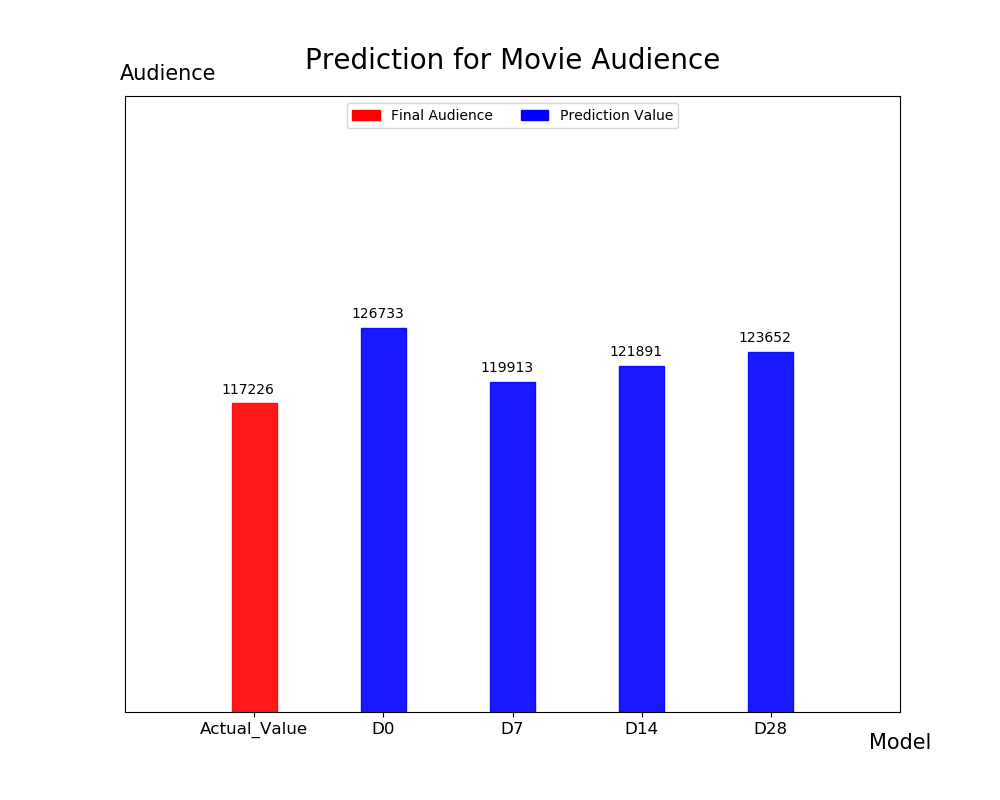 Prediction for Movie Audience
Audience
Final Audience
Prediction Value
126733
123652
121891
119913
117226
Actual_Value
D0
D7
D14
D28
Model